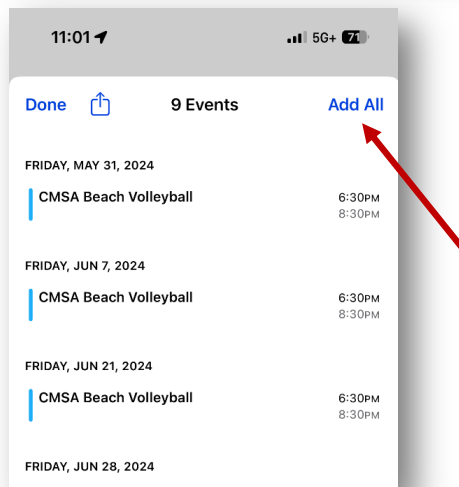 11:01 5G+ 71
Done 9 Events Add All
FRIDAY, MAY 31, 2024
CMSA Beach Volleyball 6:30PM
8:30PM
FRIDAY, JUN 7, 2024
CMSA Beach Volleyball 6:30PM
8:30PM
FRIDAY, JUN 21, 2024
CMSA Beach Volleyball 6:30PM
8:30PM
FRIDAY, JUN 28, 2024